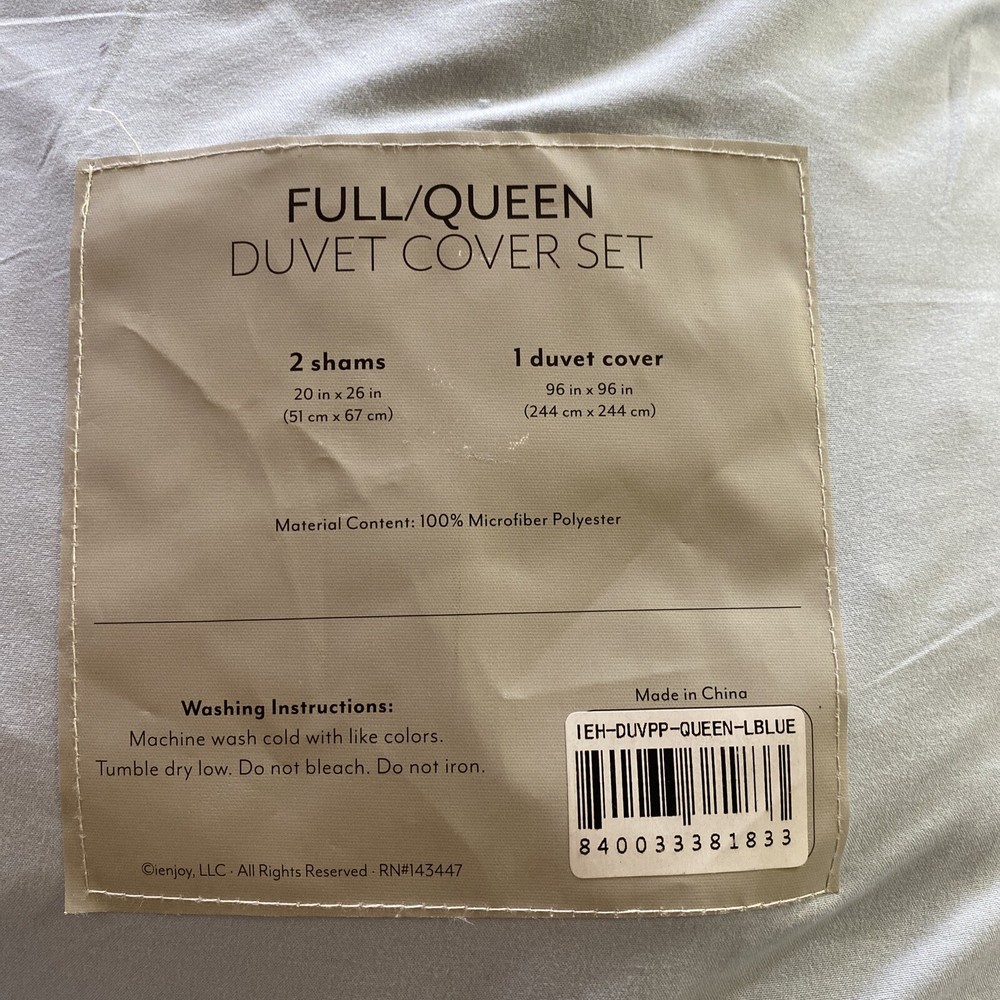 FULL/QUEEN
DUVET COVER SET
2 shams
20 in x 26 in
(51 cm x 67 cm)
1 duvet cover
96 in x 96 in
(244 cm x 244 cm)
Material Content: 100% Microfiber Polyester
Washing Instructions:
Machine wash cold with like colors.
Tumble dry low. Do not bleach. Do not iron.
©ienjoy, LLC · All Rights Reserved · RN#143447
Made in China
IEH-DUVPP-QUEEN-LBLUE
840033381833